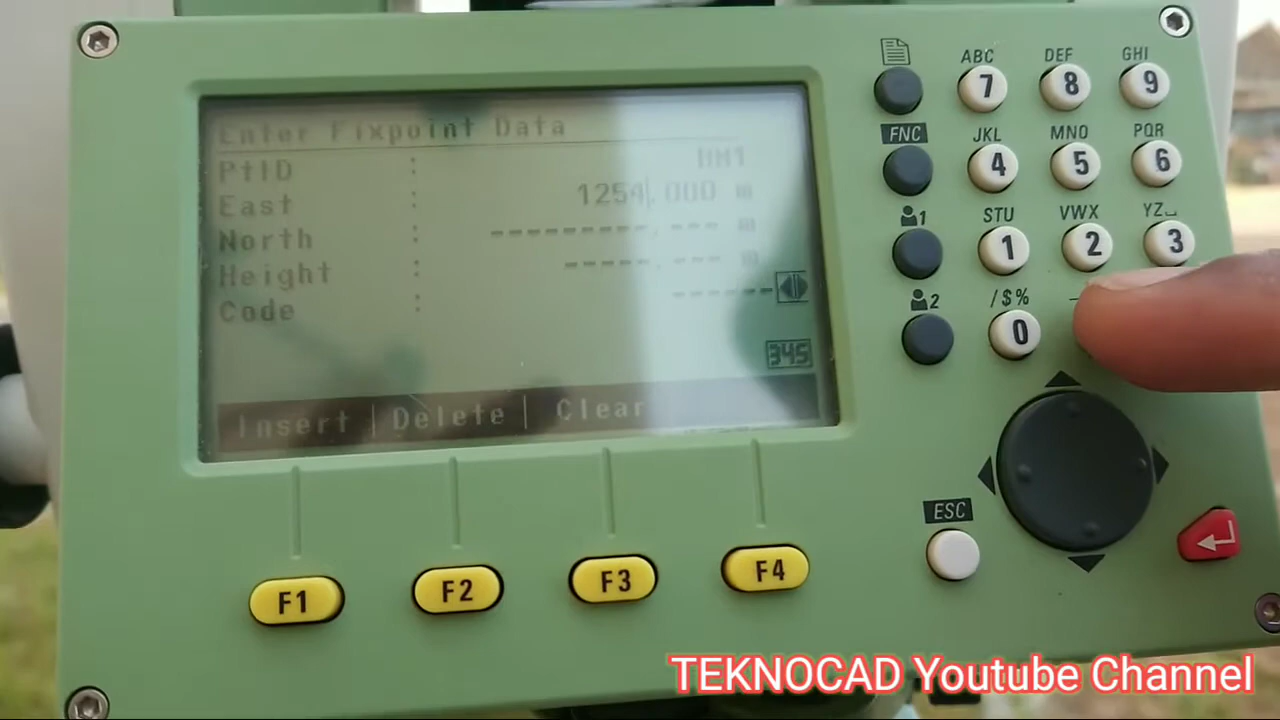 Enter Fixpoint Data
PtID :
East : 1254.000 m
North : --------.--- m
Height : -----.--- m
Code : ------
345
Insert | Delete | Clear
F1 F2 F3 F4
ABC DEF GHI
7 8 9
FNC JKL MNO PQR
4 5 6
1 STU VWX YZ
1 2 3
2 /$%
0
ESC
TEKNOCAD Youtube Channel